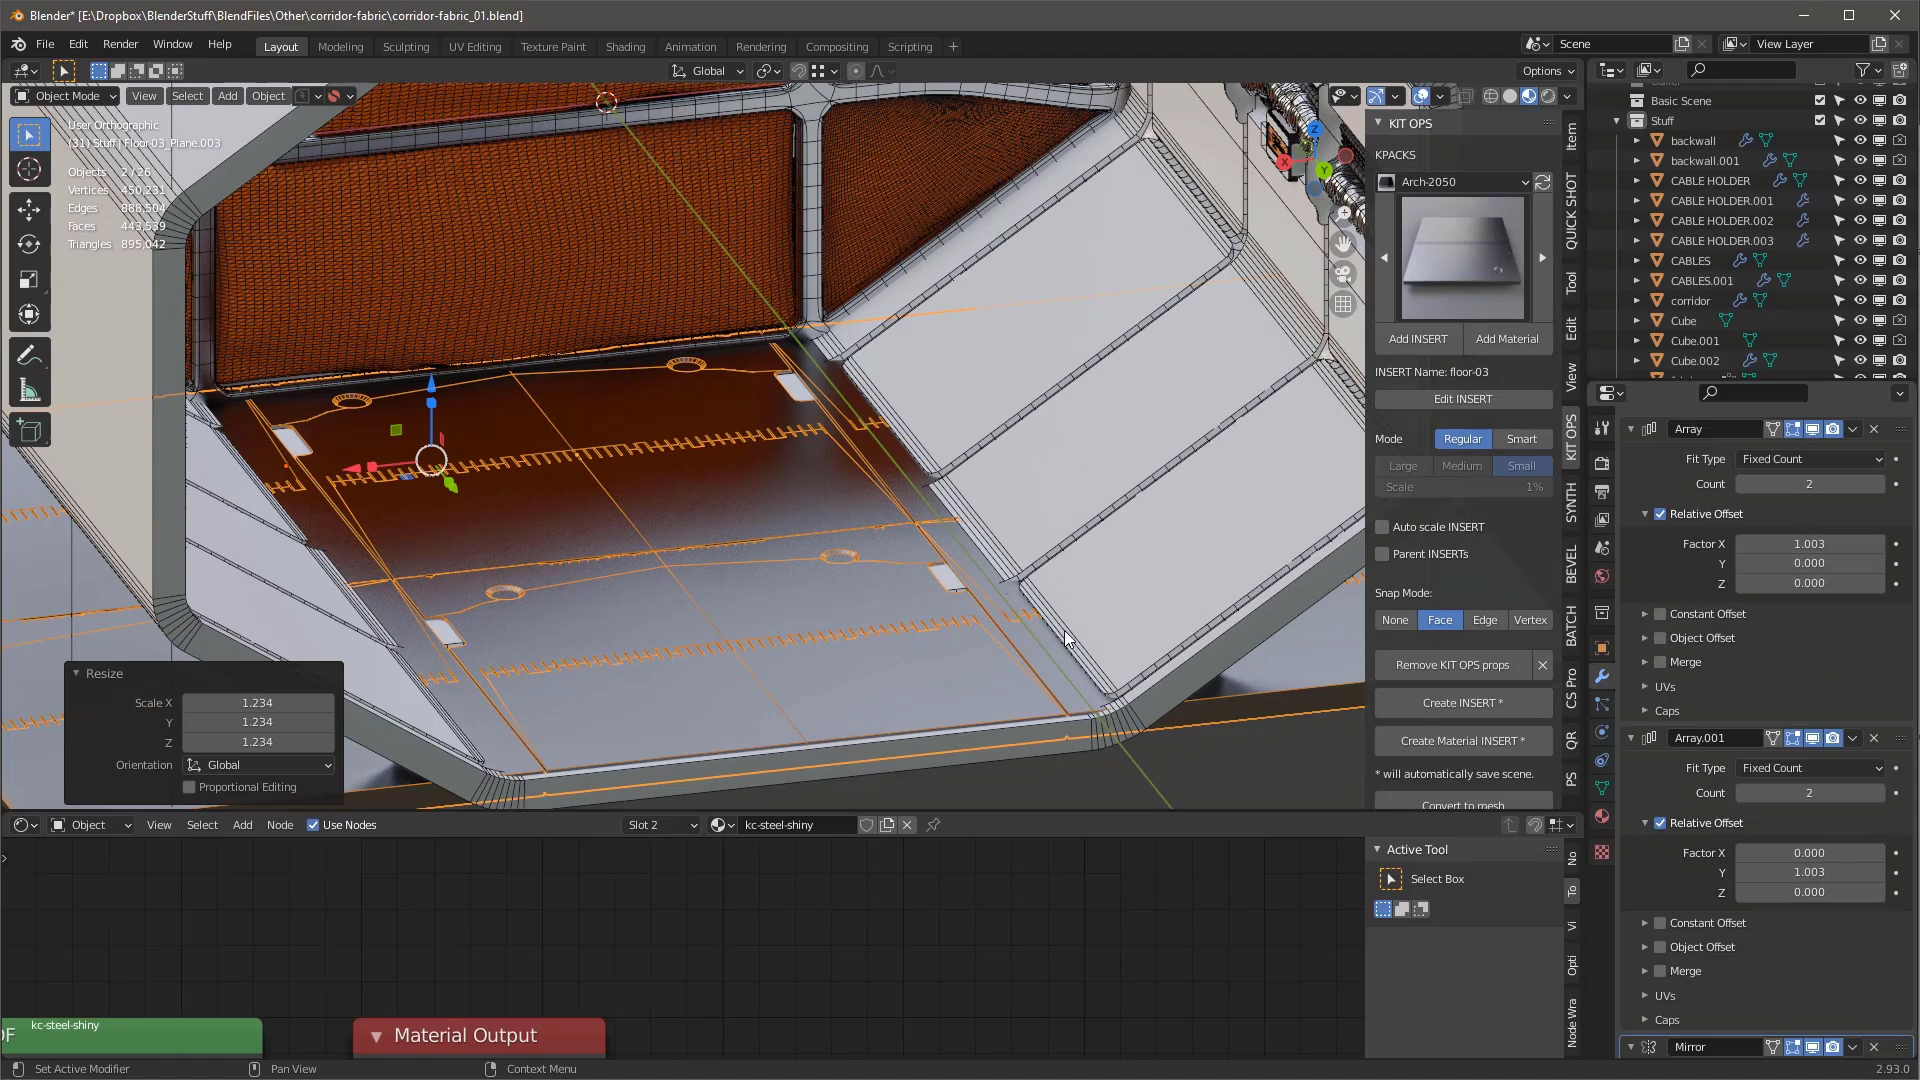 Blender* [E:\Dropbox\BlenderStuff\BlendFiles\Other\corridor-fabric\corridor-fabric_01.blend]
File Edit Render Window Help Layout Modeling Sculpting UV Editing Texture Paint Shading Animation Rendering Compositing Scripting + Scene View Layer
Global Options
Object Mode View Select Add Object
User Orthographic
(31) Stuff | Floor03_Plane.003
Objects 2/26
Vertices 450,231
Edges 888,504
Faces 443,539
Triangles 895,042
Z
X
Y
Resize
Scale X 1.234
Y 1.234
Z 1.234
Orientation Global
Proportional Editing
KIT OPS
KPACKS
Arch-2050
Add INSERT Add Material
INSERT Name: floor-03
Edit INSERT
Mode Regular Smart
Large Medium Small
Scale 1%
Auto scale INSERT
Parent INSERTs
Snap Mode:
None Face Edge Vertex
Remove KIT OPS props
Create INSERT *
Create Material INSERT *
* will automatically save scene.
Convert to mesh
Item
QUICK SHOT
Tool
Edit
View
KIT OPS
SYNTH
BEVEL
BATCH
CS Pro
QR
PS
Basic Scene
Stuff
backwall
backwall.001
CABLE HOLDER
CABLE HOLDER.001
CABLE HOLDER.002
CABLE HOLDER.003
CABLES
CABLES.001
corridor
Cube
Cube.001
Cube.002
Array
Fit Type Fixed Count
Count 2
Relative Offset
Factor X 1.003
Y 0.000
Z 0.000
Constant Offset
Object Offset
Merge
UVs
Caps
Array.001
Fit Type Fixed Count
Count 2
Relative Offset
Factor X 0.000
Y 1.003
Z 0.000
Constant Offset
Object Offset
Merge
UVs
Caps
Mirror
Object View Select Add Node Use Nodes Slot 2 kc-steel-shiny
Active Tool
Select Box
No
To
Vi
Opti
Node Wra
kc-steel-shiny
Material Output
Set Active Modifier Pan View Context Menu 2.93.0